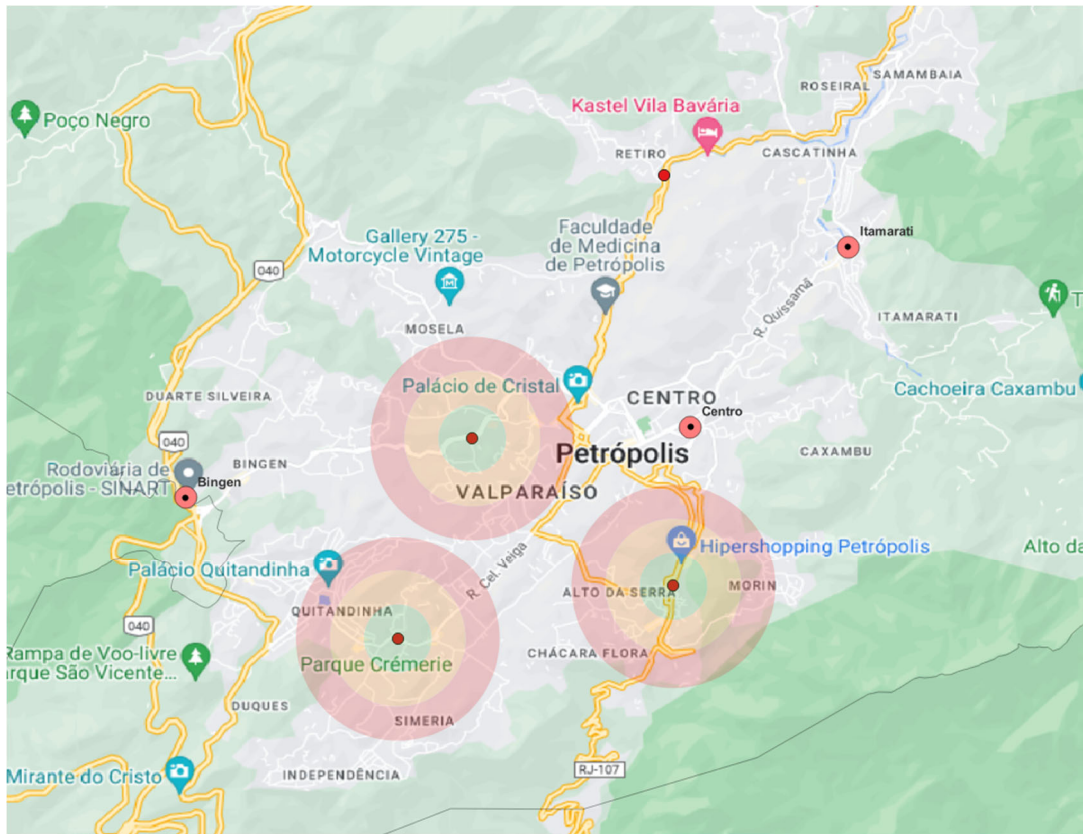 SAMAMBAIA
ROSEIRAL
Kastel Vila Bavária
Poço Negro
RETIRO
CASCATINHA
Faculdade
de Medicina
de Petrópolis
Gallery 275 -
Motorcycle Vintage
Itamarati
040
R. Quissamã
T
ITAMARATI
MOSELA
Palácio de Cristal
Cachoeira Caxambu
DUARTE SILVEIRA
CENTRO
Centro
040
Petrópolis
CAXAMBU
BINGEN
Rodoviária de
etrópolis - SINART
Bingen
VALPARAÍSO
Hipershopping Petrópolis
Alto da
R. Cel. Veiga
Palácio Quitandinha
ALTO DA SERRA
MORIN
QUITANDINHA
040
Rampa de Voo-livre
arque São Vicente...
Parque Crémerie
CHÁCARA FLORA
DUQUES
SIMERIA
Mirante do Cristo
INDEPENDÊNCIA
RJ-107